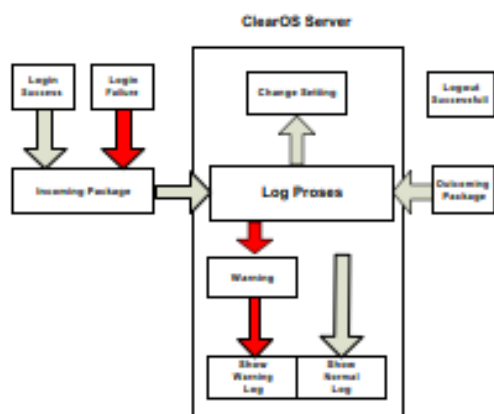 ClearOS Server
Login
Success
Login
Failure
Change Setting
Logout
Successfull
Incoming Package
Log Proses
Outcoming
Package
Warning
Show
Warning
Log
Show
Normal
Log